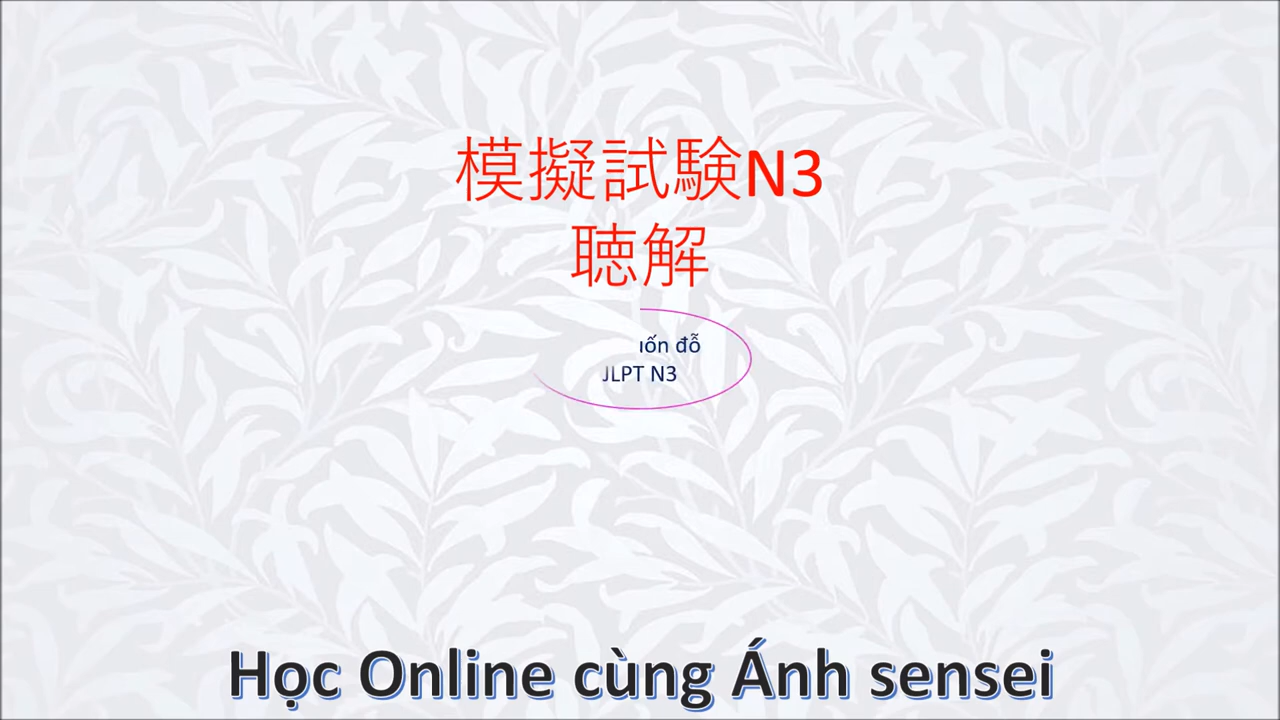 模擬試験N3
聴解
đỗ
JLPT N3
Học Online cùng Ánh sensei